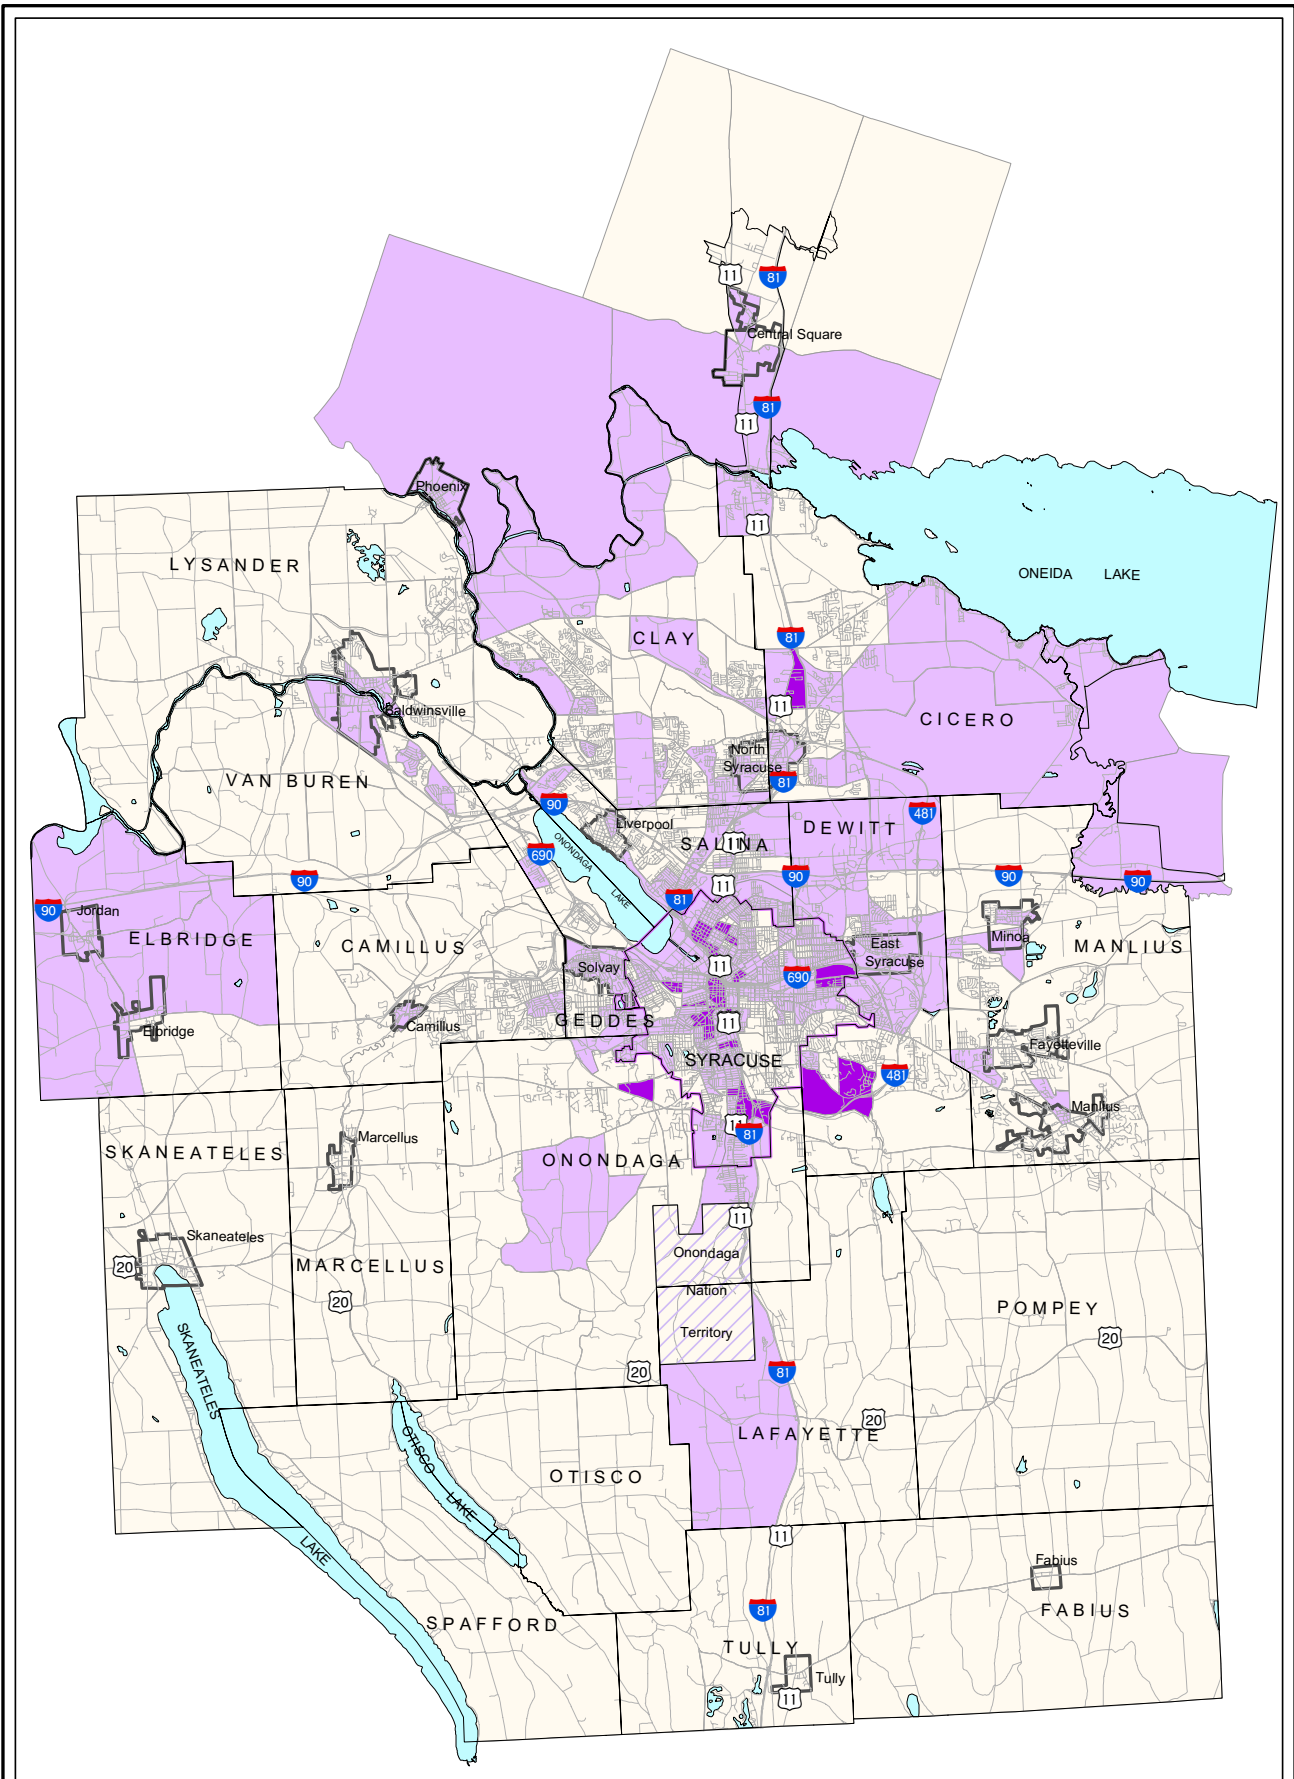 11
81
Central Square
81
11
Phoenix
11
LYSANDER
ONEIDA LAKE
CLAY
81
11
Baldwinsville
CICERO
North
Syracuse
VAN BUREN
81
90
481
Liverpool
DEWITT
SALINA
11
690
ONONDAGA
LAKE
90
90
90
90
11
81
90
Jordan
ELBRIDGE
CAMILLUS
East
Syracuse
Minoa
MANLIUS
Solvay
11
690
Elbridge
Camillus
GEDDES
11
Fayetteville
SYRACUSE
481
Manlius
11
81
Marcellus
SKANEATELES
ONONDAGA
11
Skaneateles
20
Onondaga
MARCELLUS
Nation
20
POMPEY
Territory
20
SKANEATELES
LAKE
20
81
20
LAFAYETTE
OTISCO
LAKE
OTISCO
11
Fabius
81
FABIUS
SPAFFORD
TULLY
Tully
11